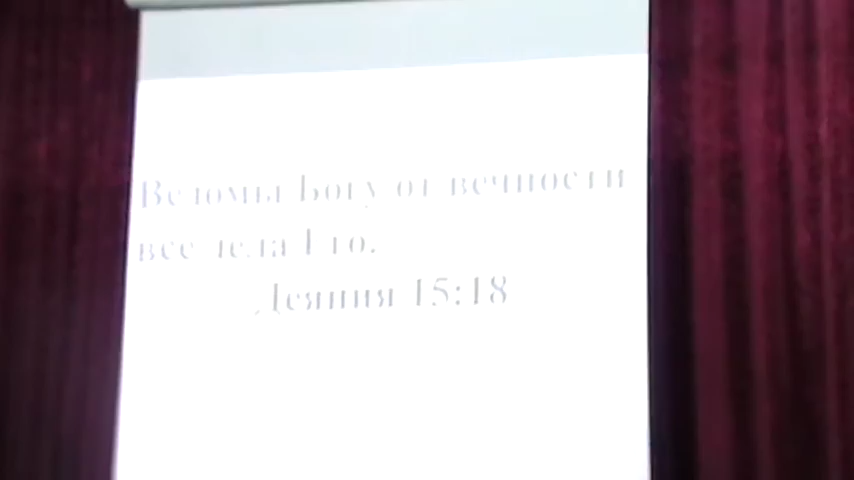 Ведомы Богу от вечности
все дела Его.
Деяния 15:18